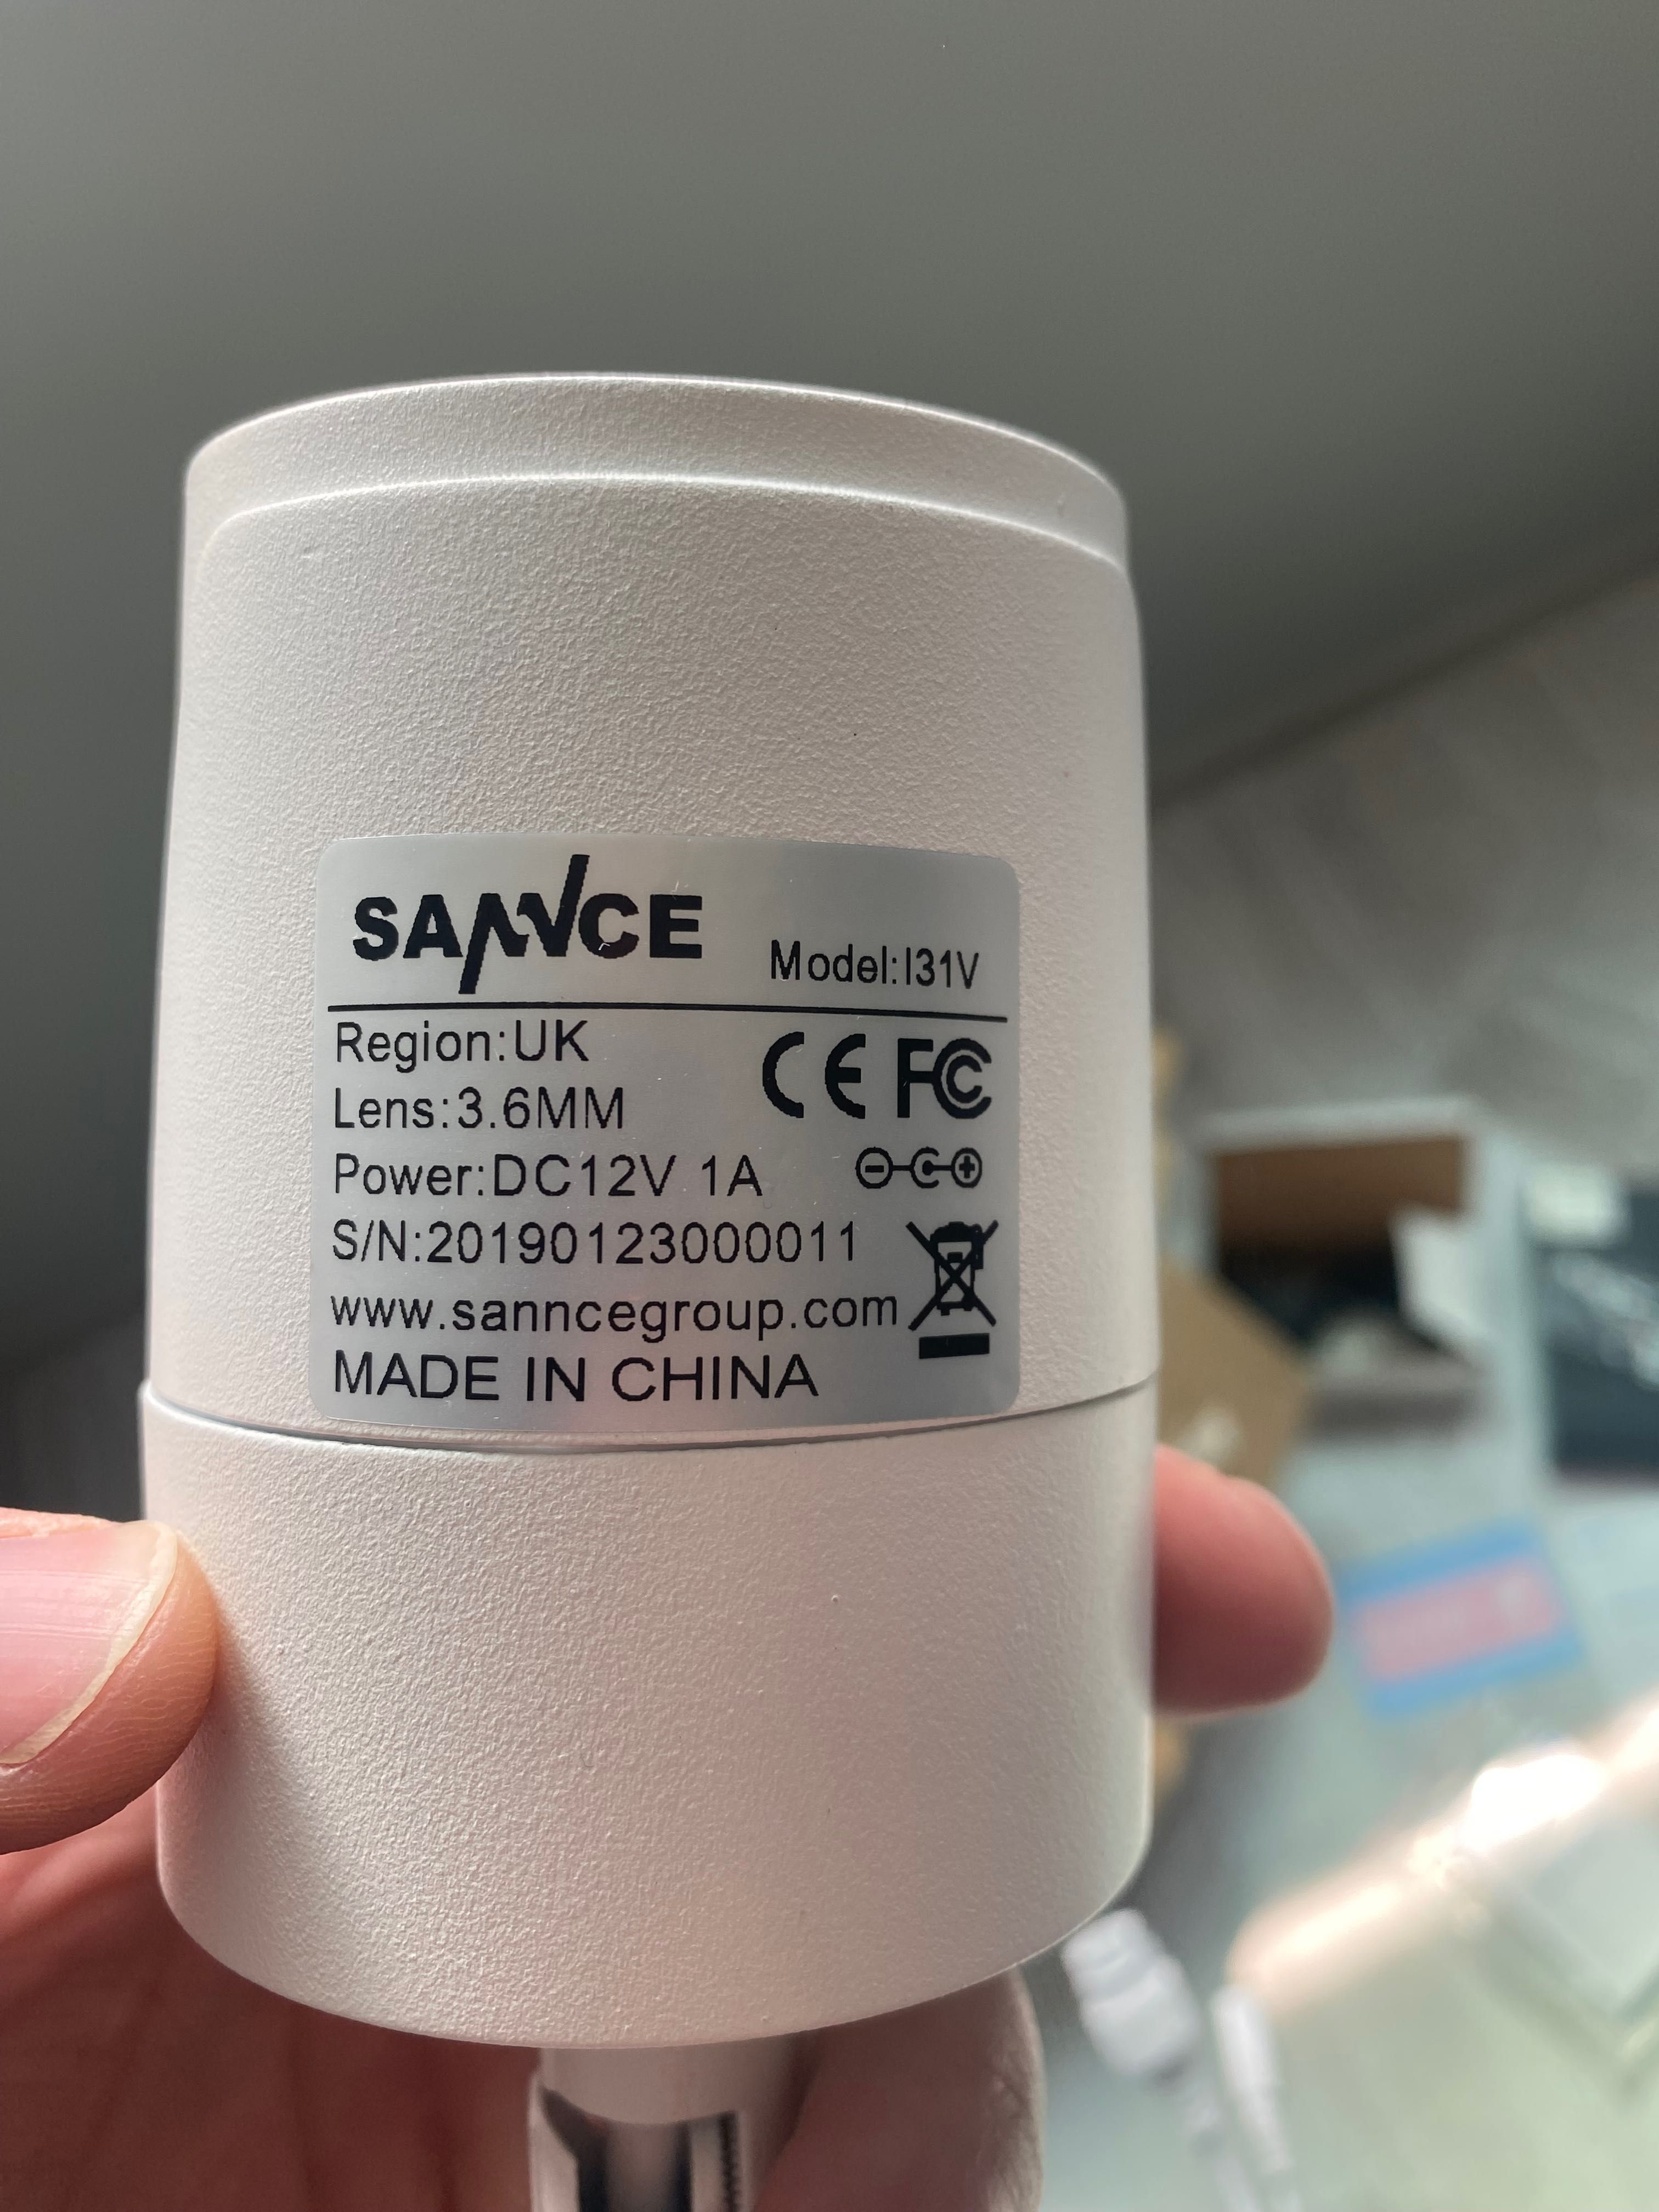 SANNCE
Model:I31V
Region:UK
CE FC
Lens:3.6MM
Power:DC12V 1A
S/N:20190123000011
www.sanncegroup.com
MADE IN CHINA